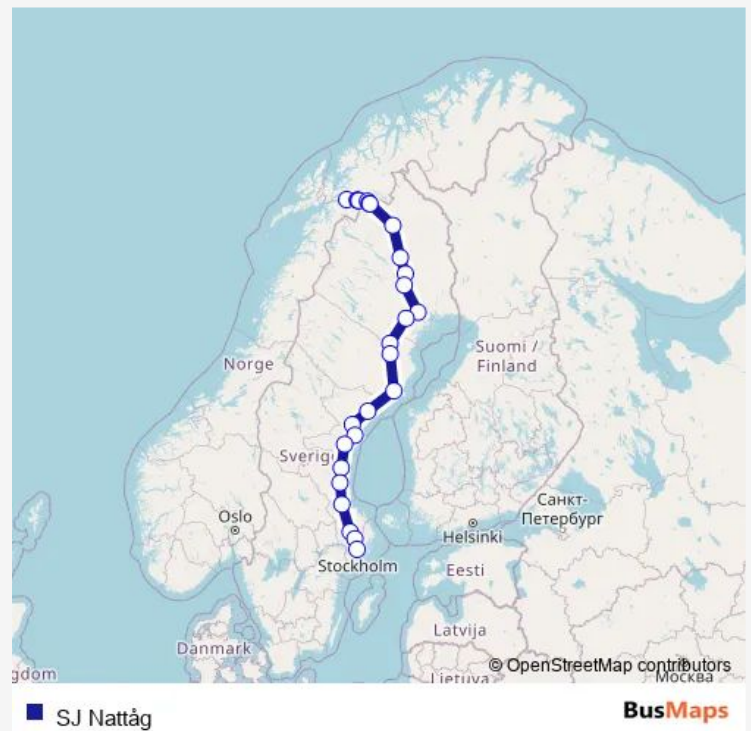 Norge
Suomi /
Finland
Sverig
Санкт-
Петербург
Oslo
Helsinki
Stockholm
Eesti
Latvija
Danmark
© OpenStreetMap contributors
gdom
Lietuva
Москва
SJ Nattåg
BusMaps